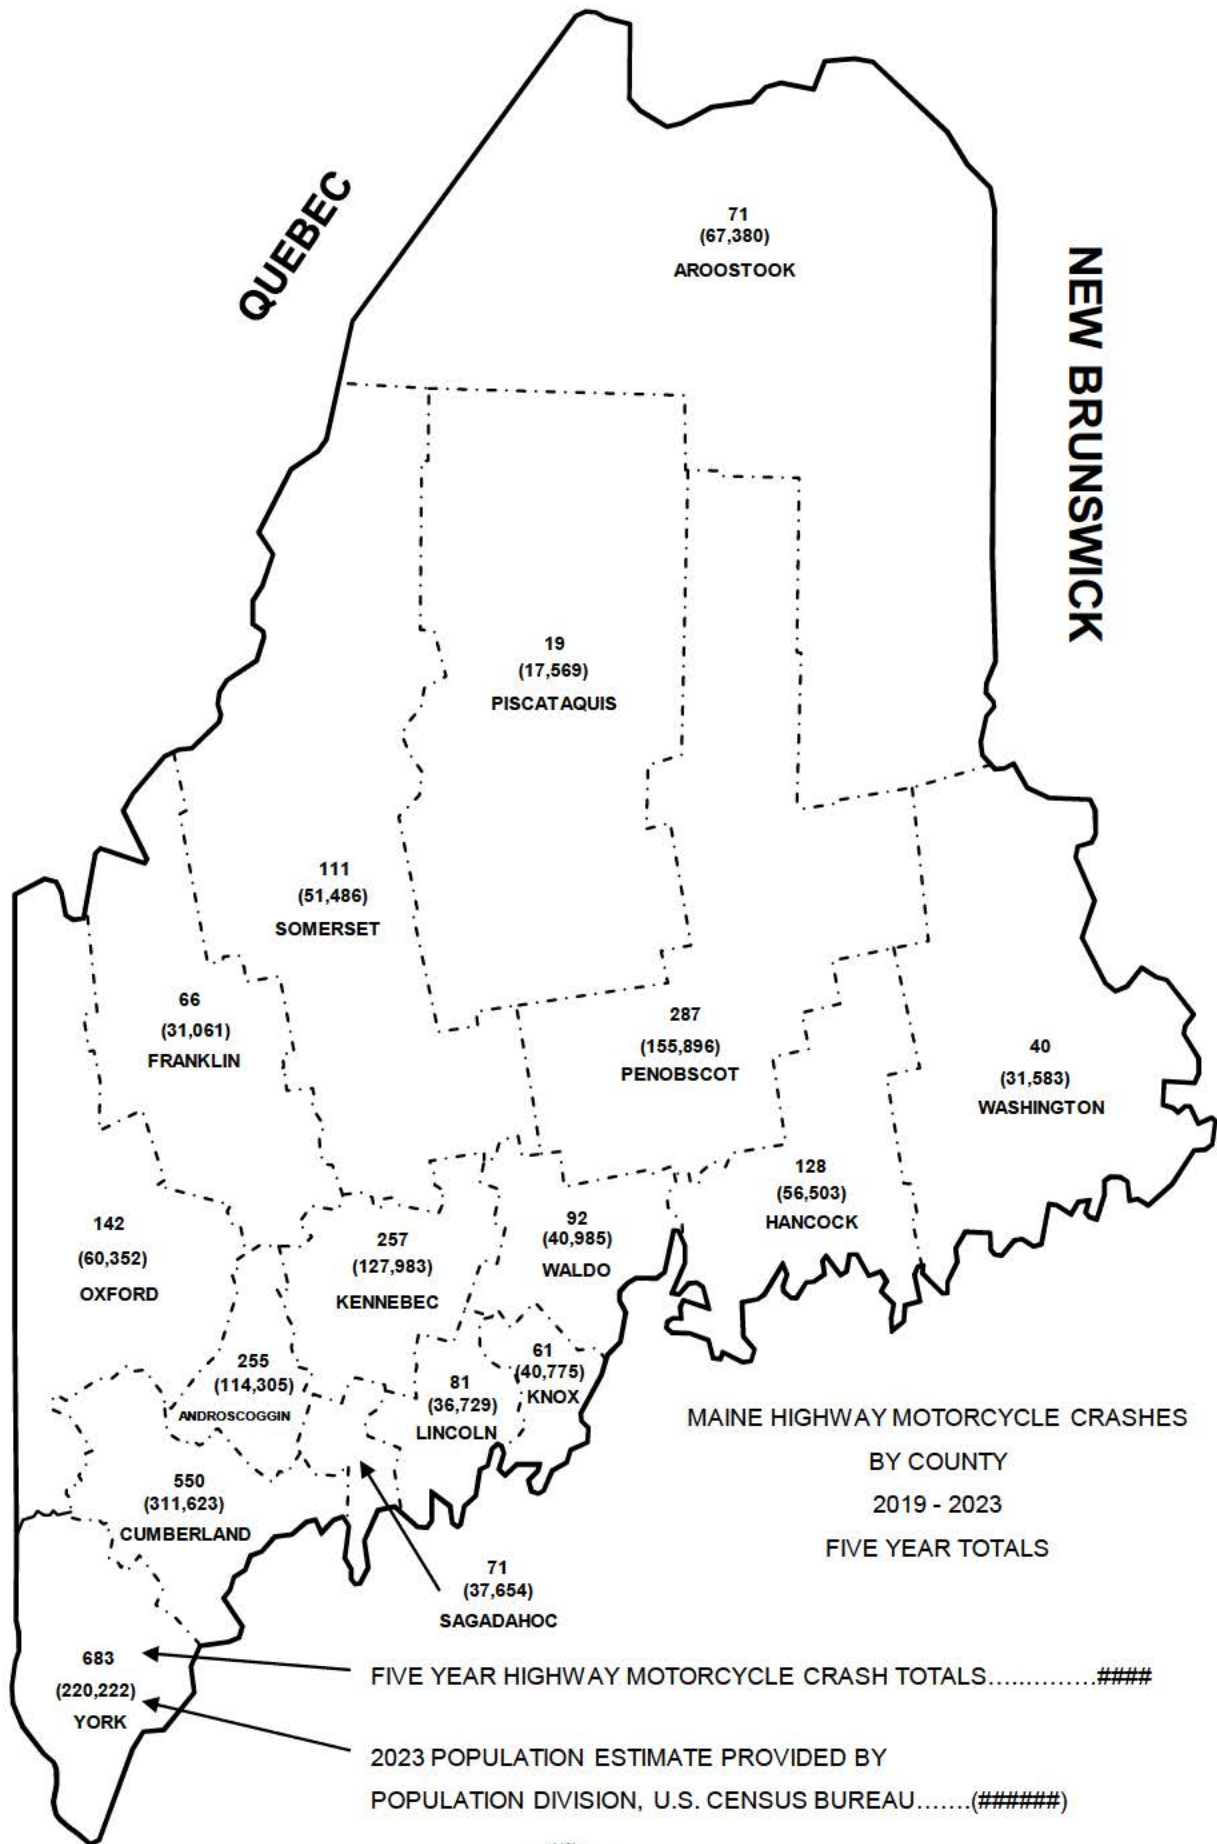 QUEBEC
71
(67,380)
AROOSTOOK
NEW BRUNSWICK
19
(17,569)
PISCATAQUIS
111
(51,486)
SOMERSET
66
(31,061)
FRANKLIN
287
(155,896)
PENOBSCOT
40
(31,583)
WASHINGTON
128
(56,503)
HANCOCK
142
(60,352)
OXFORD
257
(127,983)
KENNEBEC
92
(40,985)
WALDO
255
(114,305)
ANDROSCOGGIN
81
(36,729)
LINCOLN
61
(40,775)
KNOX
MAINE HIGHWAY MOTORCYCLE CRASHES
BY COUNTY
2019 - 2023
FIVE YEAR TOTALS
550
(311,623)
CUMBERLAND
71
(37,654)
SAGADAHOC
683
(220,222)
YORK
FIVE YEAR HIGHWAY MOTORCYCLE CRASH TOTALS..............####
2023 POPULATION ESTIMATE PROVIDED BY
POPULATION DIVISION, U.S. CENSUS BUREAU.......(######)